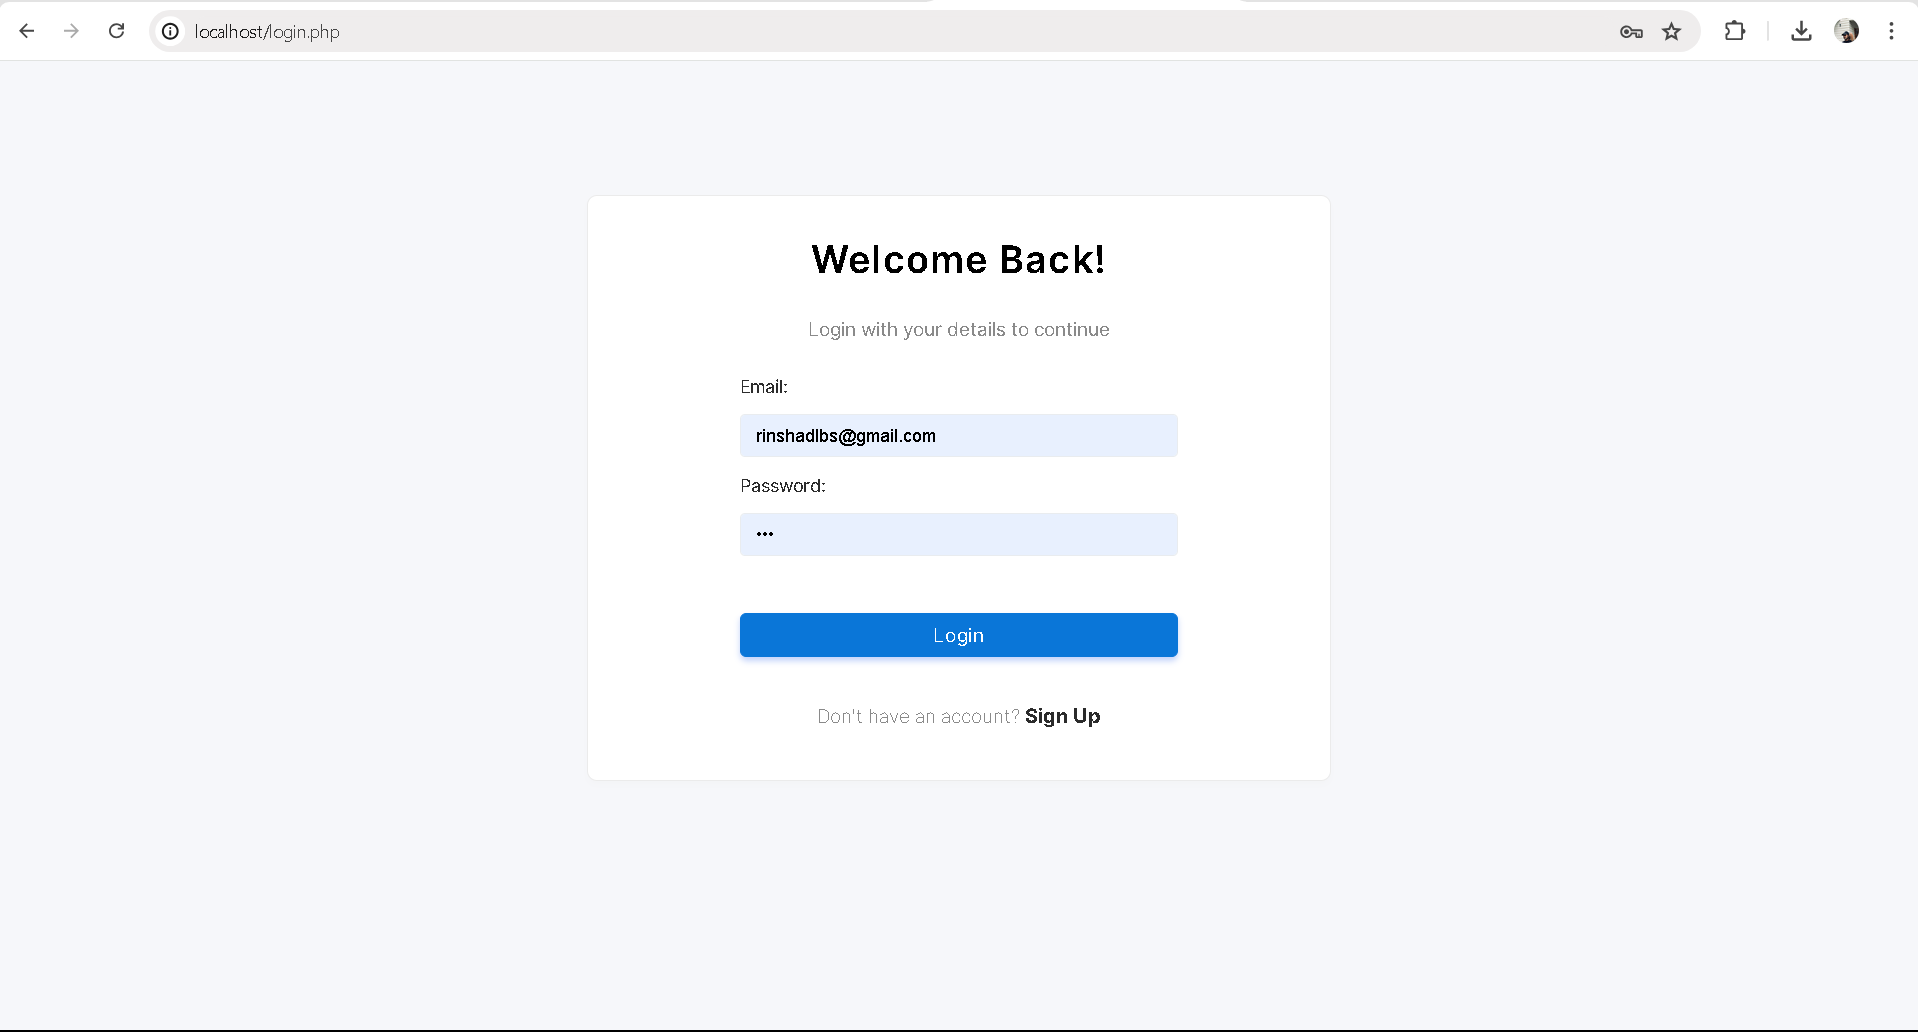 localhost/login.php
Welcome Back!
Login with your details to continue
Email:
rinshadlbs@gmail.com
Password:
•••
Login
Don't have an account? Sign Up